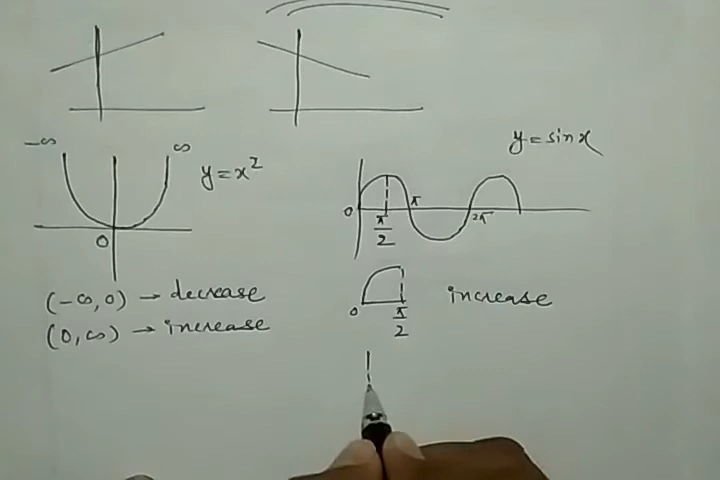 -∞ ∞
y = x²
0
(-∞, 0) → decrease
(0, ∞) → increase
y = sin x
0 π/2 π 2π
increase
0 π/2